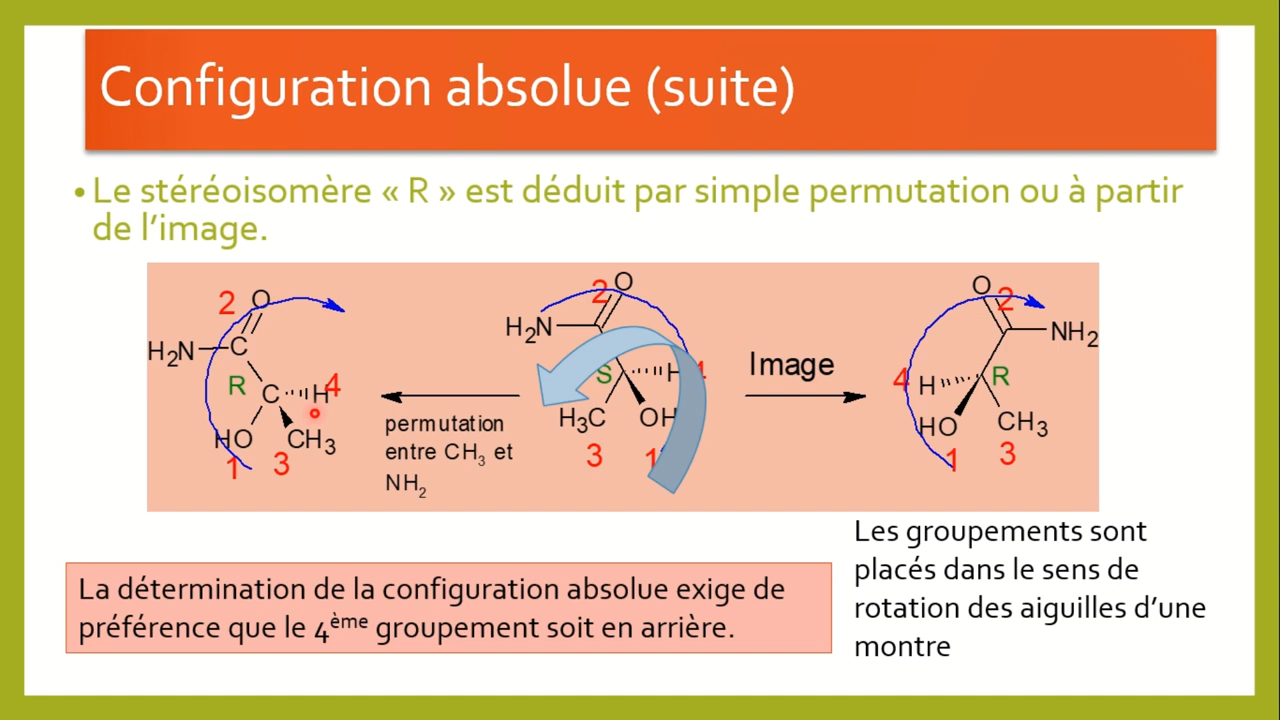 Configuration absolue (suite)
• Le stéréoisomère « R » est déduit par simple permutation ou à partir
de l’image.
2 O
H₂N C
R C H 4
HO CH₃
1 3
permutation
entre CH₃ et
NH₂
2 O
H₂N
S H 4
H₃C OH
3 1
Image
O 2
NH₂
4 H R
HO CH₃
1 3
La détermination de la configuration absolue exige de
préférence que le 4ème groupement soit en arrière.
Les groupements sont
placés dans le sens de
rotation des aiguilles d’une
montre